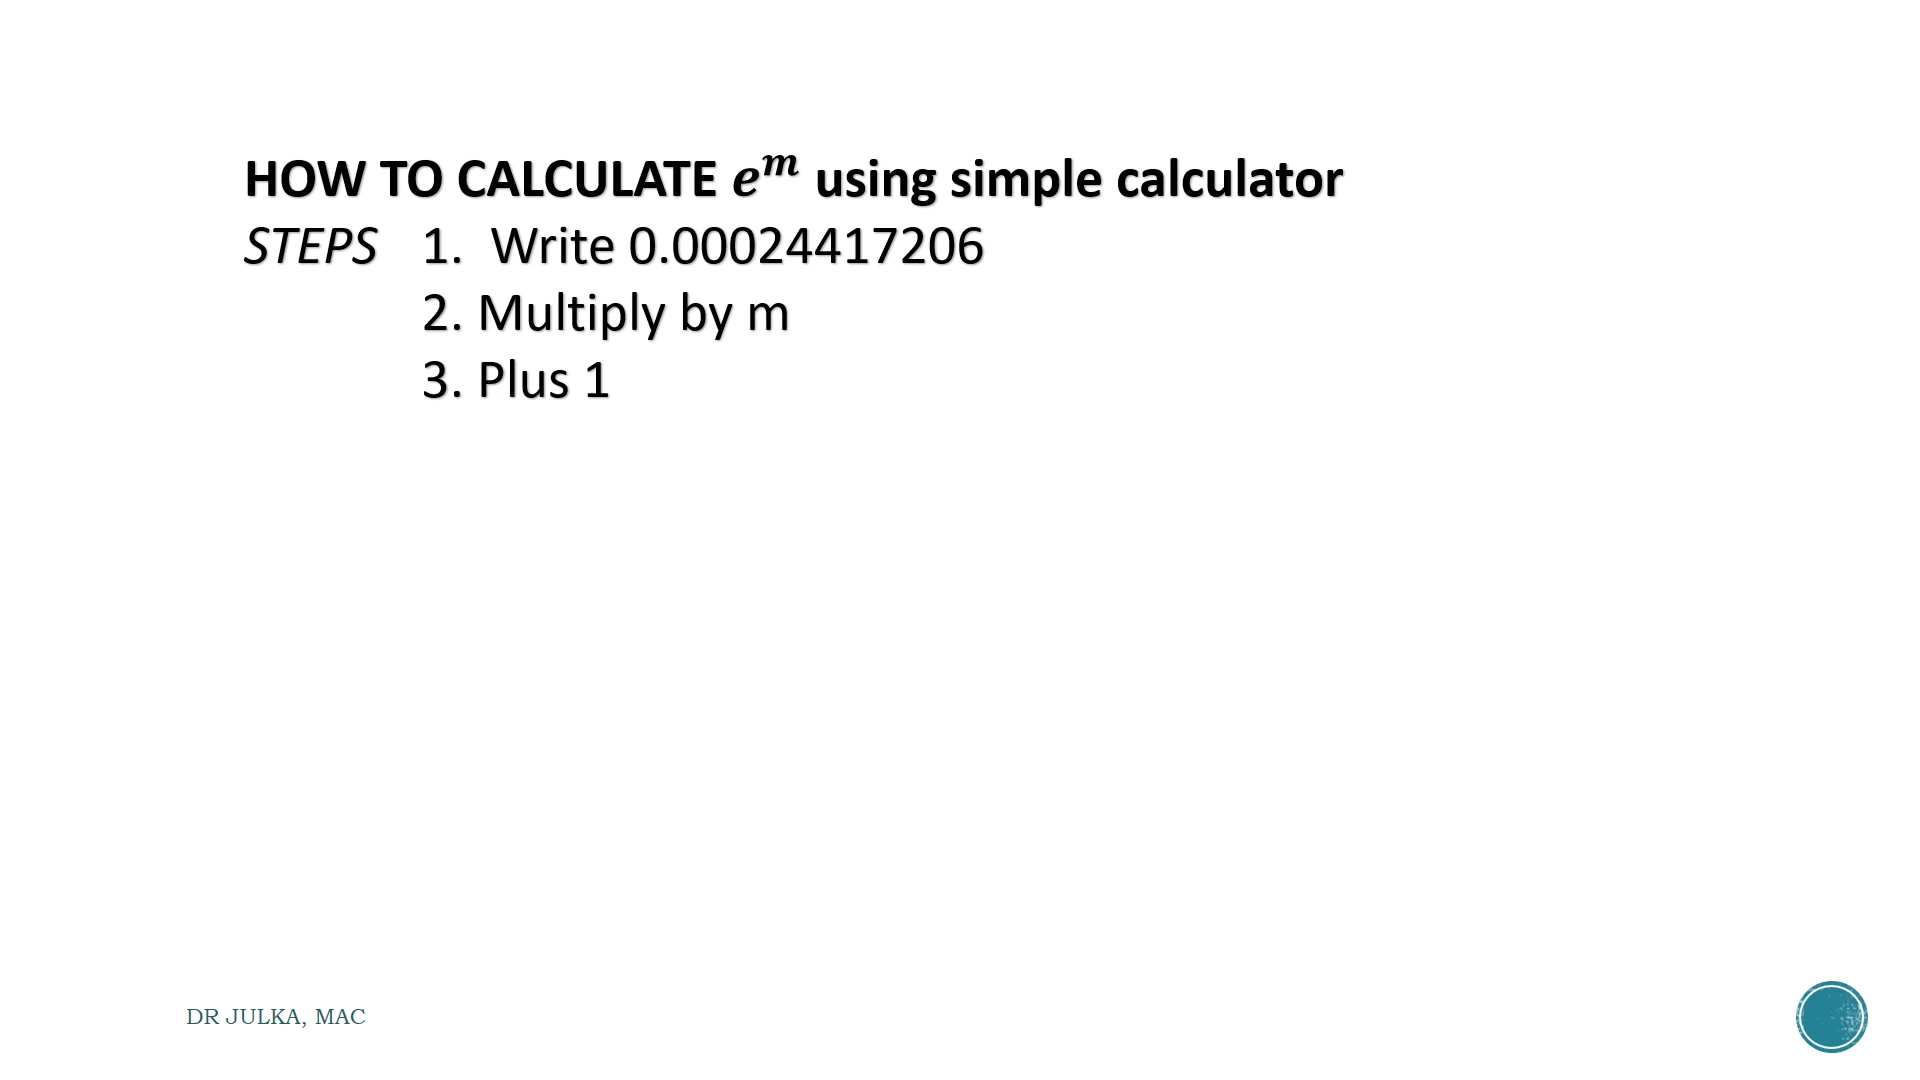 HOW TO CALCULATE e^m using simple calculator
STEPS 1. Write 0.00024417206
2. Multiply by m
3. Plus 1
DR JULKA, MAC